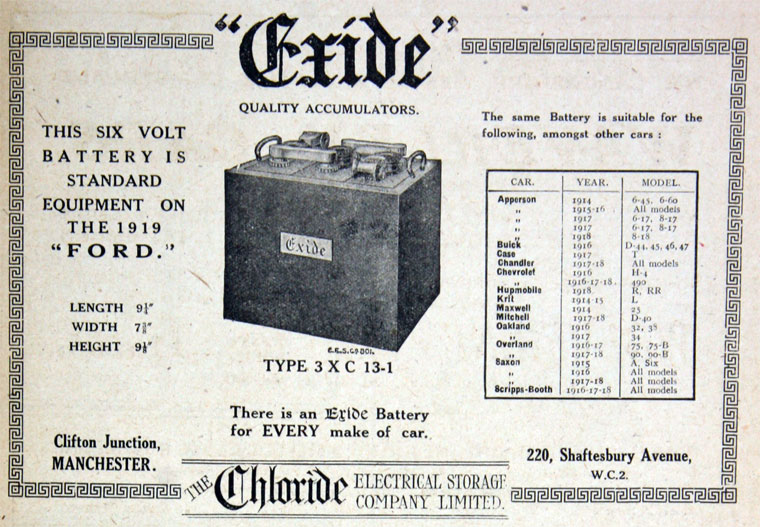 "Exide"
QUALITY ACCUMULATORS.
THIS SIX VOLT
BATTERY IS
STANDARD
EQUIPMENT ON
THE 1919
"FORD."
LENGTH 9¼"
WIDTH 7⅜"
HEIGHT 9¼"
Exide
E.E.S.69.801.
TYPE 3 X C 13-1
The same Battery is suitable for the
following, amongst other cars :
CAR. YEAR. MODEL.
Apperson 1914 6-45, 6-60
„ 1915-16 All models
„ 1917 6-17, 8-17
„ 1917 6-17, 8-17
„ 1918 8-18
Buick 1916 D-44, 45, 46, 47
Case 1917 T
Chandler 1917-18 All models
Chevrolet 1916 H-4
„ 1916-17-18. 490
Hupmobile 1918. R, RR
Krit 1914-15 L
Maxwell 1914 25
Mitchell 1917-18 D-40
Oakland 1916 32, 38
„ 1917 34
Overland 1916-17 75, 75-B
„ 1917-18 90, 90-B
Saxon 1915 A, Six
„ 1916 All models
„ 1917-18 All models
Scripps-Booth 1916-17-18 All models
There is an Exide Battery
for EVERY make of car.
Clifton Junction,
MANCHESTER.
220, Shaftesbury Avenue,
W.C.2.
THE Chloride ELECTRICAL STORAGE
COMPANY LIMITED.